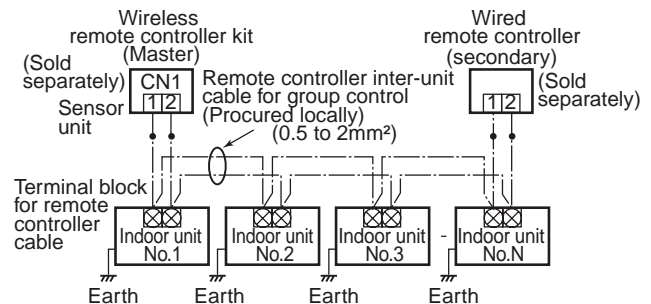 Wireless
remote controller kit
(Master)
(Sold
separately)
CN1
1 2
Sensor
unit
Remote controller inter-unit
cable for group control
(Procured locally)
(0.5 to 2mm²)
Wired
remote controller
(secondary)
(Sold
separately)
1 2
Terminal block
for remote
controller
cable
Indoor unit
No.1
Indoor unit
No.2
Indoor unit
No.3
-
Indoor unit
No.N
Earth
Earth
Earth
Earth